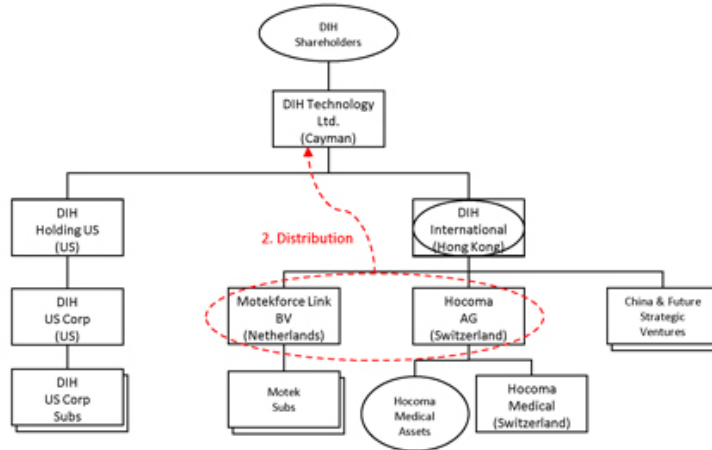 DIH
Shareholders
DIH Technology
Ltd.
(Cayman)
DIH
Holding US
(US)
2. Distribution
DIH
International
(Hong Kong)
DIH
US Corp
(US)
Motekforce Link
BV
(Netherlands)
Hocoma
AG
(Switzerland)
China & Future
Strategic
Ventures
DIH
US Corp
Subs
Motek
Subs
Hocoma
Medical
Assets
Hocoma
Medical
(Switzerland)